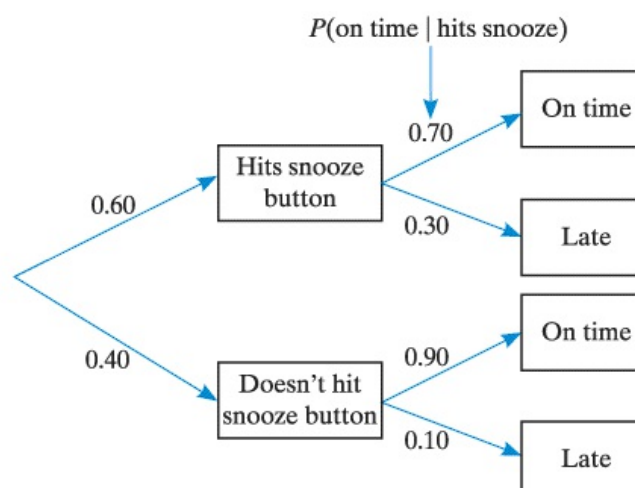 P(on time | hits snooze)
On time
0.70
Hits snooze
button
0.60
0.30
Late
On time
0.40
0.90
Doesn't hit
snooze button
0.10
Late